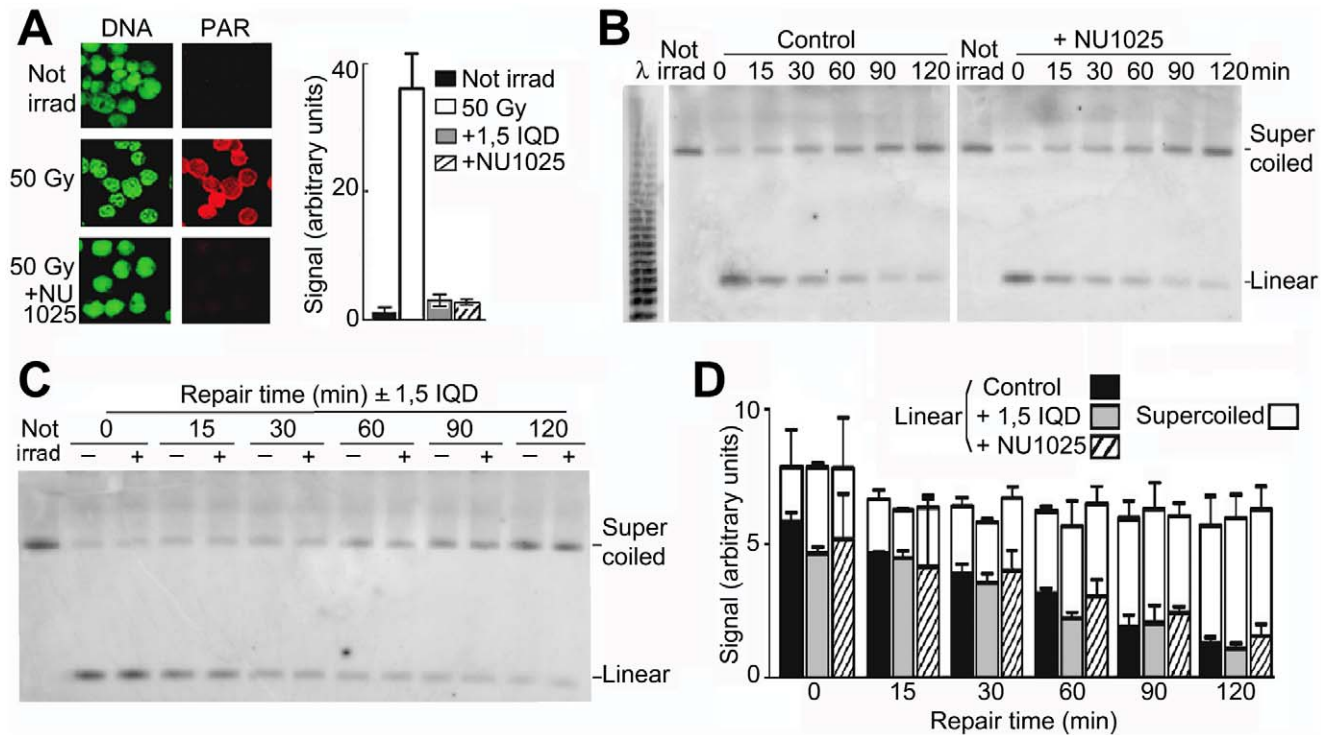 A
DNA PAR
Not
irrad
50 Gy
50 Gy
+NU
1025
Signal (arbitrary units)
40
20
0
Not irrad
50 Gy
+1,5 IQD
+NU1025
B
Not
irrad
Control
λ 0 15 30 60 90 120
Not
irrad
+ NU1025
0 15 30 60 90 120 min
Super
coiled
Linear
C
Repair time (min) ± 1,5 IQD
Not
irrad
0 15 30 60 90 120
– + – + – + – + – + – +
Super
coiled
Linear
D
Linear
Control
+ 1,5 IQD
+ NU1025
Supercoiled
Signal (arbitrary units)
10
5
0
0 15 30 60 90 120
Repair time (min)